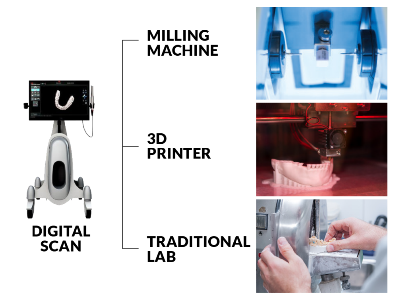 MILLING
MACHINE
3D
PRINTER
DIGITAL
SCAN
TRADITIONAL
LAB